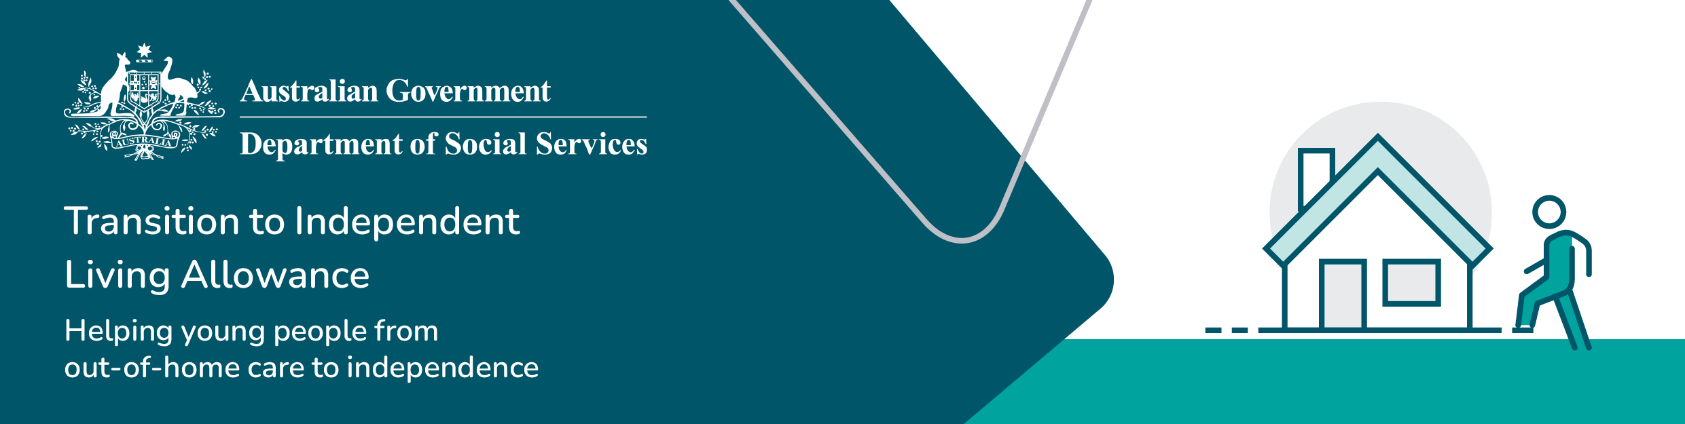 AUSTRALIA
Australian Government
Department of Social Services
Transition to Independent
Living Allowance
Helping young people from
out-of-home care to independence